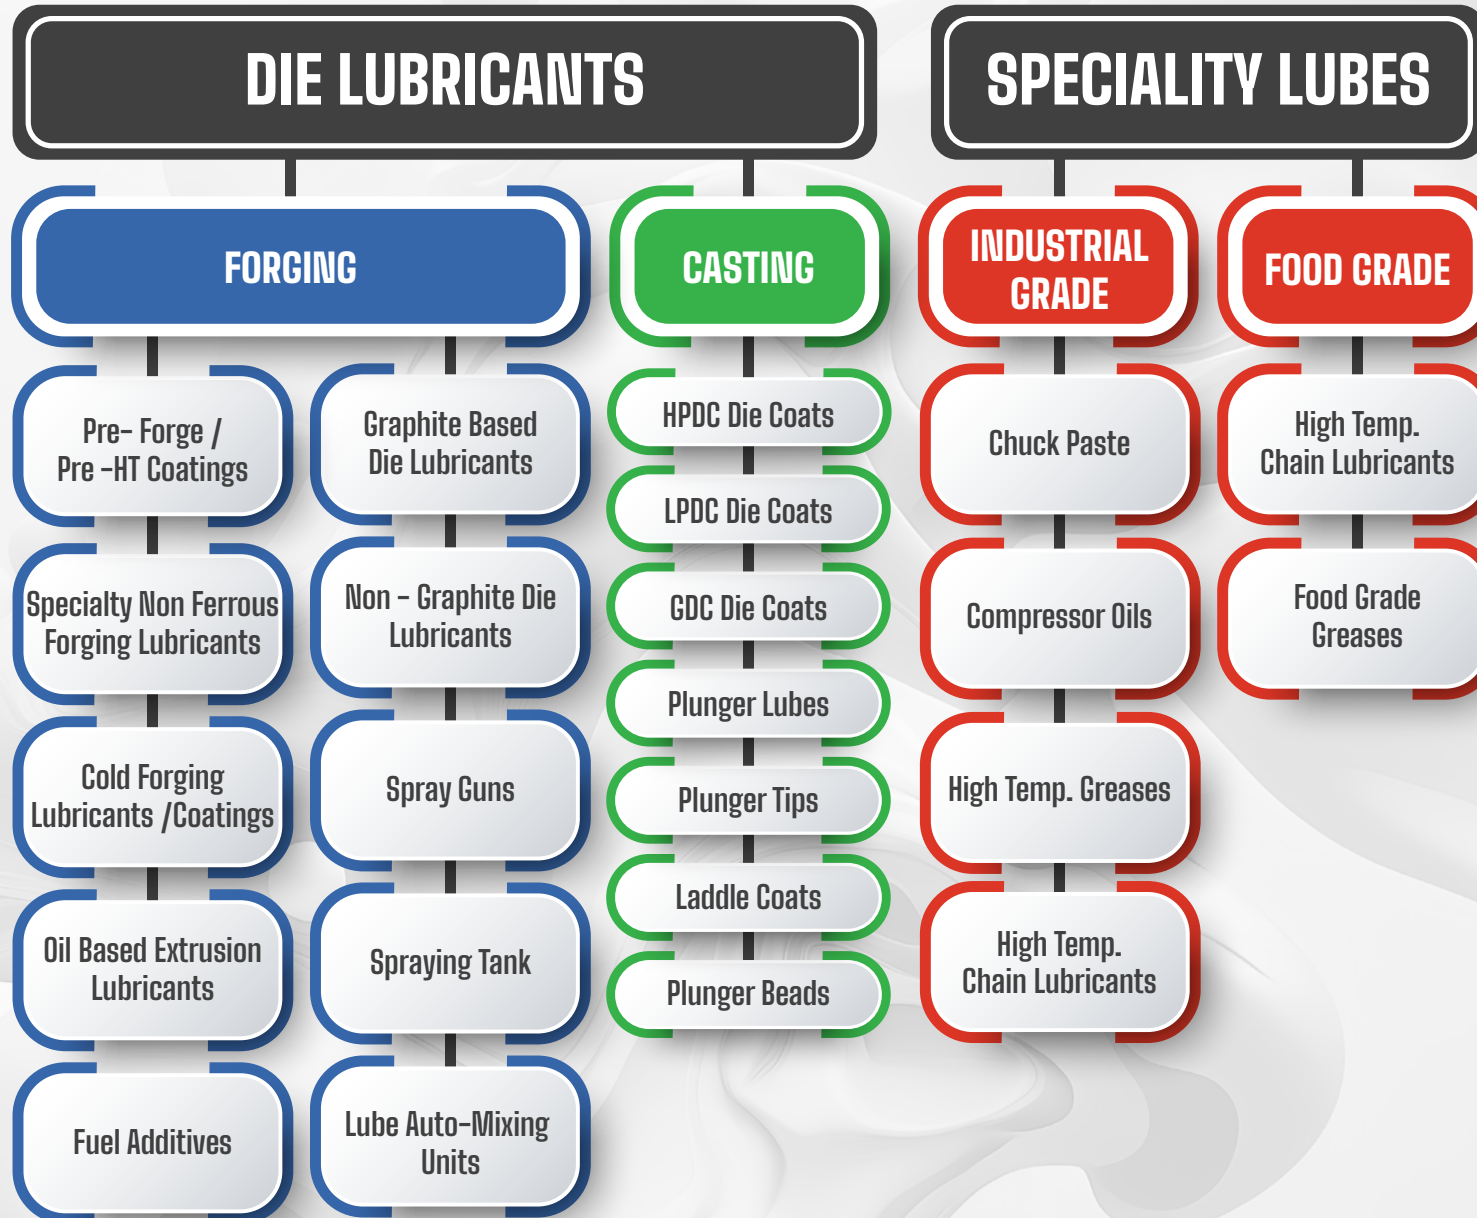 DIE LUBRICANTS
FORGING
Pre- Forge /
Pre -HT Coatings
Specialty Non Ferrous
Forging Lubricants
Cold Forging
Lubricants /Coatings
Oil Based Extrusion
Lubricants
Fuel Additives
Graphite Based
Die Lubricants
Non - Graphite Die
Lubricants
Spray Guns
Spraying Tank
Lube Auto-Mixing
Units
CASTING
HPDC Die Coats
LPDC Die Coats
GDC Die Coats
Plunger Lubes
Plunger Tips
Laddle Coats
Plunger Beads
SPECIALITY LUBES
INDUSTRIAL
GRADE
Chuck Paste
Compressor Oils
High Temp. Greases
High Temp.
Chain Lubricants
FOOD GRADE
High Temp.
Chain Lubricants
Food Grade
Greases